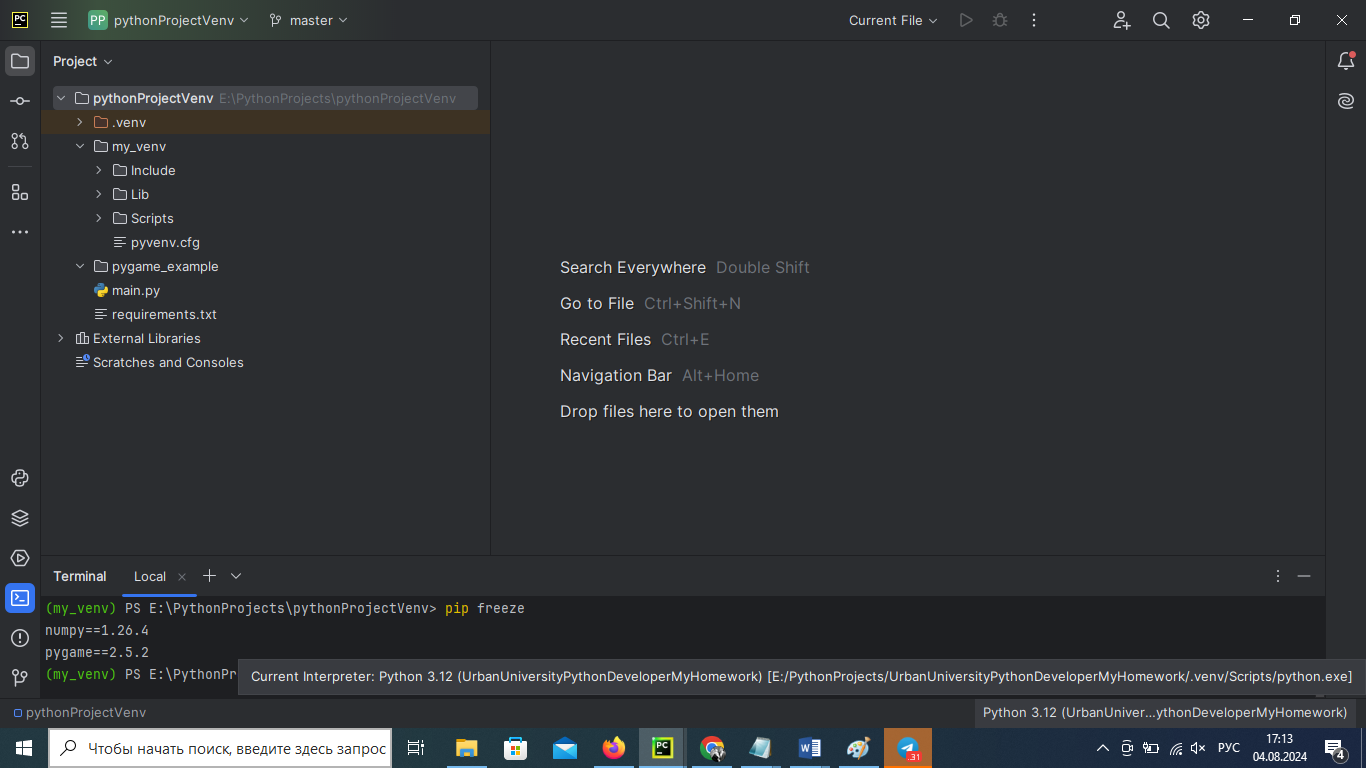 PC PP pythonProjectVenv master Current File
Project
pythonProjectVenv E:\PythonProjects\pythonProjectVenv
.venv
my_venv
Include
Lib
Scripts
pyvenv.cfg
pygame_example
main.py
requirements.txt
External Libraries
Scratches and Consoles
Search Everywhere Double Shift
Go to File Ctrl+Shift+N
Recent Files Ctrl+E
Navigation Bar Alt+Home
Drop files here to open them
Terminal Local
(my_venv) PS E:\PythonProjects\pythonProjectVenv> pip freeze
numpy==1.26.4
pygame==2.5.2
(my_venv) PS E:\PythonPr
Current Interpreter: Python 3.12 (UrbanUniversityPythonDeveloperMyHomework) [E:/PythonProjects/UrbanUniversityPythonDeveloperMyHomework/.venv/Scripts/python.exe]
pythonProjectVenv Python 3.12 (UrbanUniver...ythonDeveloperMyHomework)
Чтобы начать поиск, введите здесь запрос PC W .31 РУС 17:13
04.08.2024 4